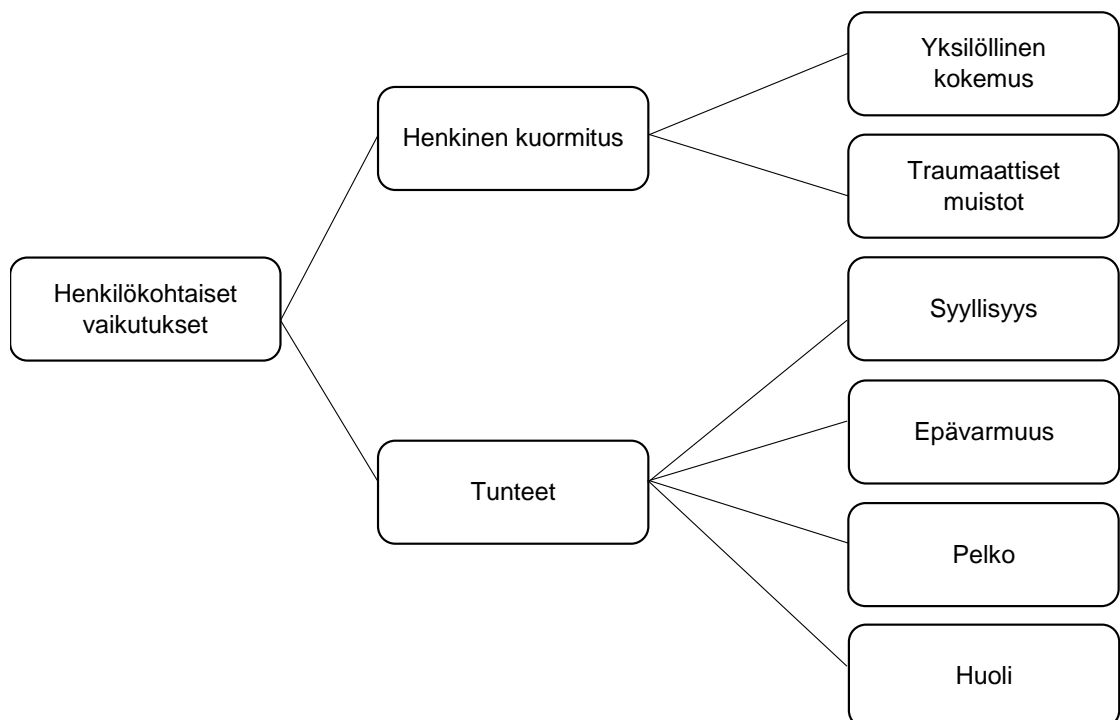 Henkilökohtaiset
vaikutukset
Henkinen kuormitus
Yksilöllinen
kokemus
Traumaattiset
muistot
Tunteet
Syyllisyys
Epävarmuus
Pelko
Huoli